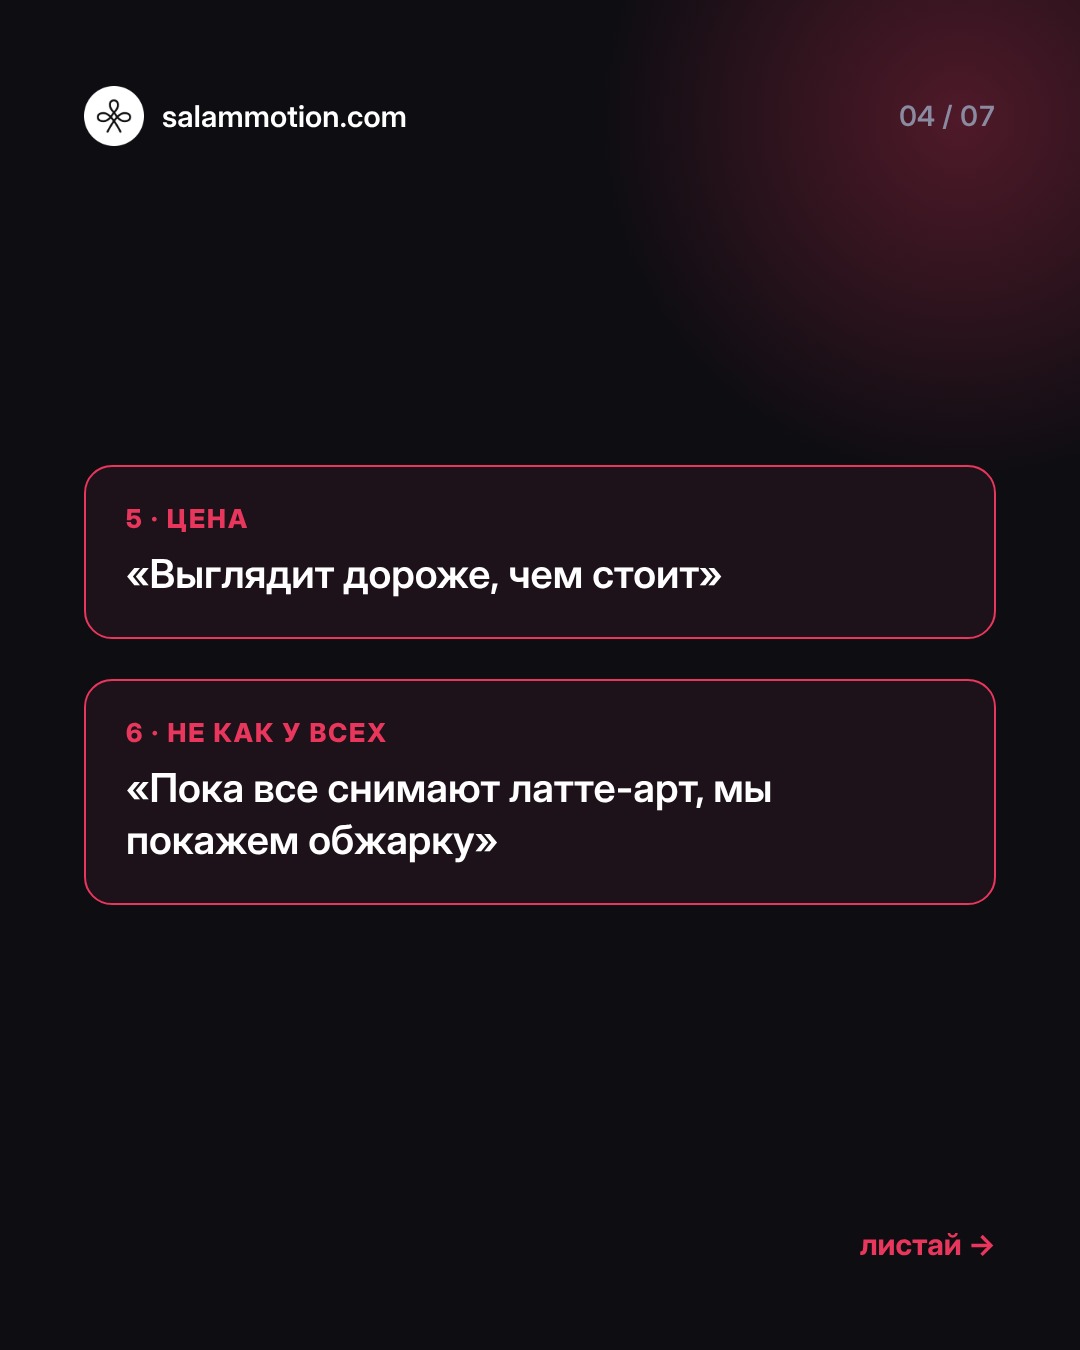 salammotion.com
04 / 07
5 · ЦЕНА
«Выглядит дороже, чем стоит»
6 · НЕ КАК У ВСЕХ
«Пока все снимают латте-арт, мы
покажем обжарку»
листай →